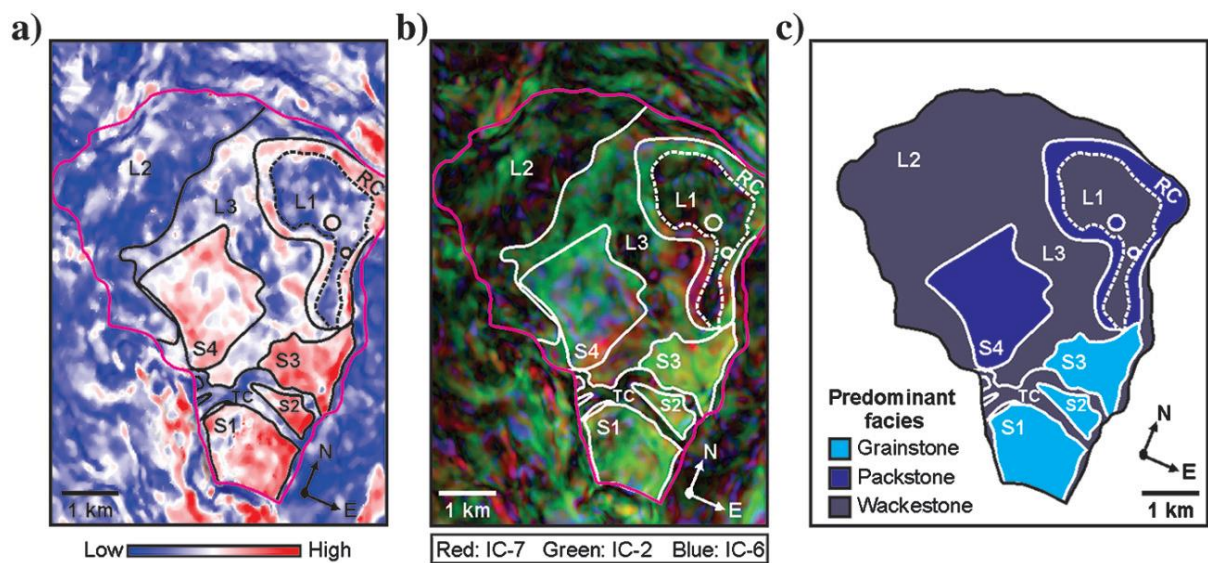 a)
L2
L3
L1
RC
S4
S3
TC
S2
S1
N
E
1 km
Low High
b)
L2
L1
RC
L3
S4
S3
TC
S2
S1
N
E
1 km
Red: IC-7 Green: IC-2 Blue: IC-6
c)
L2
RC
L1
L3
S4
S3
TC
S2
S1
Predominant
facies
Grainstone
Packstone
Wackestone
N
E
1 km